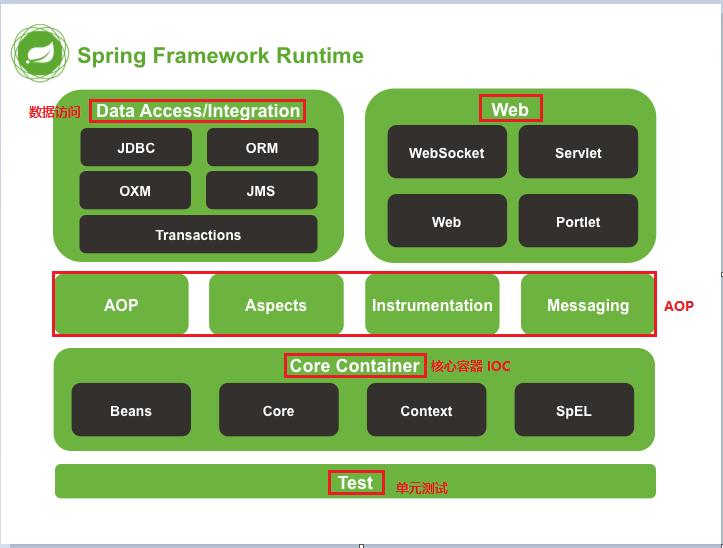 Spring Framework Runtime
数据访问 Data Access/Integration
JDBC ORM
OXM JMS
Transactions
Web
WebSocket Servlet
Web Portlet
AOP Aspects Instrumentation Messaging AOP
Core Container 核心容器 IOC
Beans Core Context SpEL
Test 单元测试